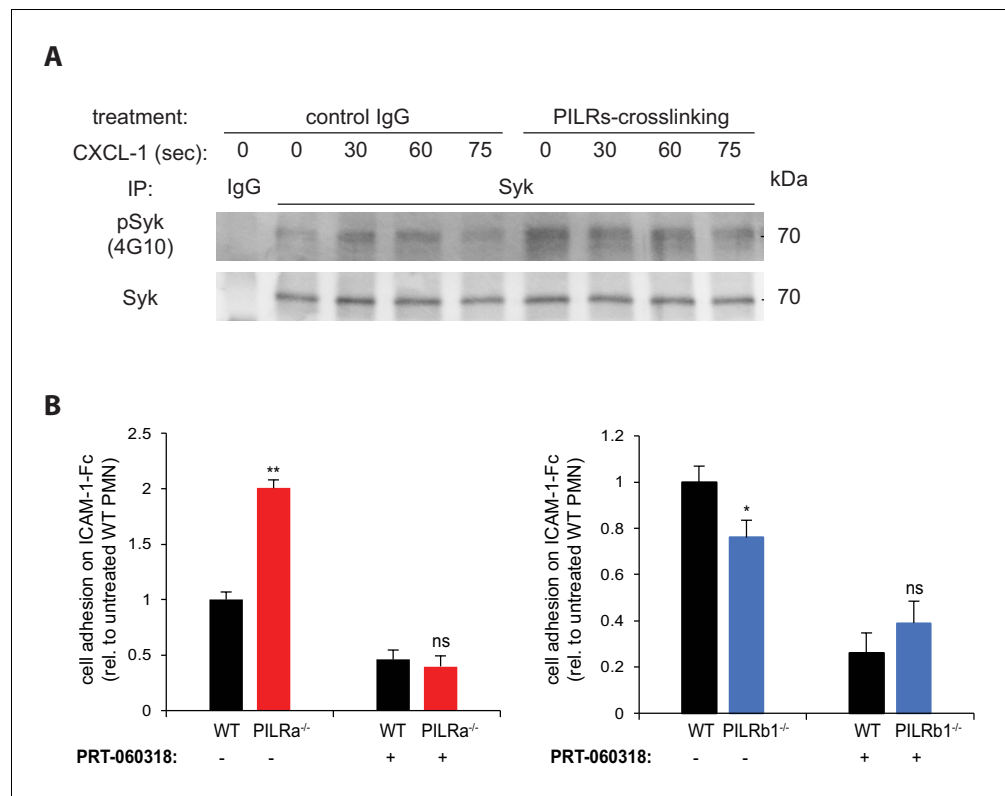 A
treatment: control IgG PILRs-crosslinking
CXCL-1 (sec): 0 0 30 60 75 0 30 60 75
IP: IgG Syk kDa
pSyk
(4G10)
70
Syk
70
B
cell adhesion on ICAM-1-Fc
(rel. to untreated WT PMN)
2.5
2
1
0.5
0
**
ns
WT PILRa-/- WT PILRa-/-
PRT-060318: - - + +
cell adhesion on ICAM-1-Fc
(rel. to untreated WT PMN)
1.2
1
0.8
0.6
0.4
0.2
0
*
ns
WT PILRb1-/- WT PILRb1-/-
PRT-060318: - - + +